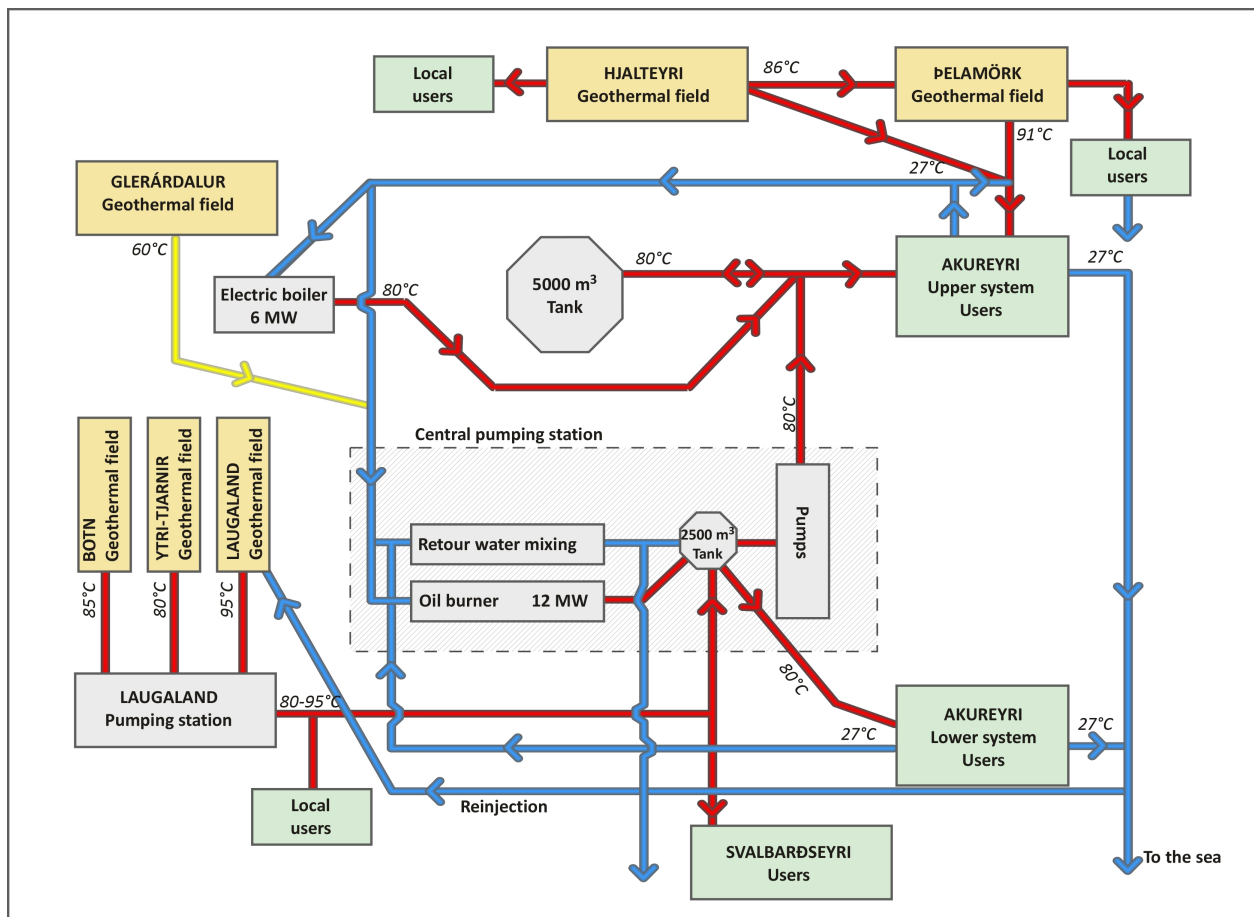 Local
users
HJALTEYRI
Geothermal field
86°C
ÞELAMÖRK
Geothermal field
91°C
27°C
Local
users
GLERÁRDALUR
Geothermal field
60°C
Electric boiler
6 MW
80°C
5000 m³
Tank
80°C
AKUREYRI
Upper system
Users
27°C
80°C
Central pumping station
BOTN
Geothermal field
YTRI-TJARNIR
Geothermal field
LAUGALAND
Geothermal field
85°C
80°C
95°C
Retour water mixing
Oil burner 12 MW
2500 m³
Tank
Pumps
80°C
LAUGALAND
Pumping station
80-95°C
27°C
AKUREYRI
Lower system
Users
27°C
Local
users
Reinjection
SVALBARÐSEYRI
Users
To the sea